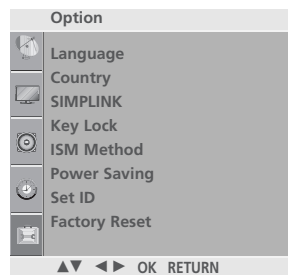 Option
Language
Country
SIMPLINK
Key Lock
ISM Method
Power Saving
Set ID
Factory Reset
▲▼ ◀▶ OK RETURN